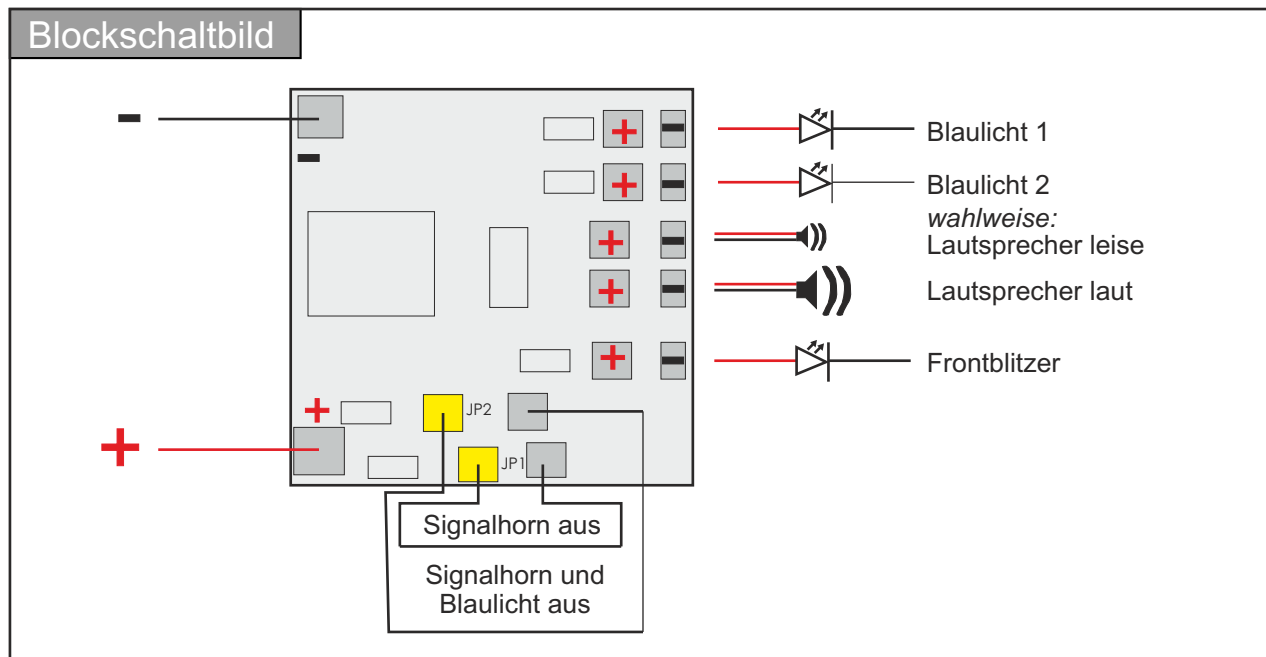 Blockschaltbild
-
-
+
+
+ -
+ -
+ -
+ -
+ -
Blaulicht 1
Blaulicht 2
wahlweise:
Lautsprecher leise
Lautsprecher laut
Frontblitzer
JP2
JP1
Signalhorn aus
Signalhorn und
Blaulicht aus